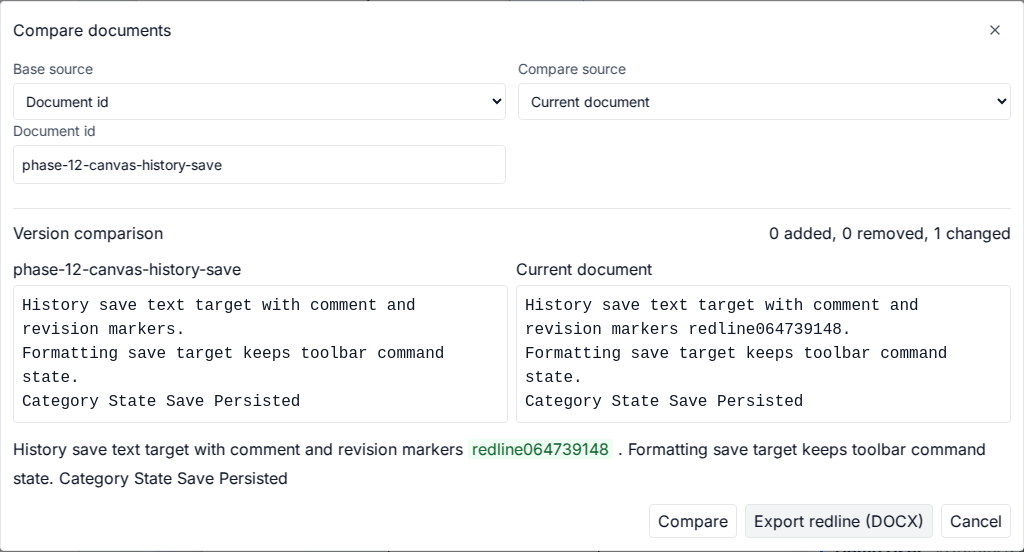 Compare documents
Base source
Compare source
Document id
Current document
Document id
phase-12-canvas-history-save
Version comparison
0 added, 0 removed, 1 changed
phase-12-canvas-history-save
History save text target with comment and
revision markers.
Formatting save target keeps toolbar command
state.
Category State Save Persisted
Current document
History save text target with comment and
revision markers redline064739148.
Formatting save target keeps toolbar command
state.
Category State Save Persisted
History save text target with comment and revision markers redline064739148 . Formatting save target keeps toolbar command
state. Category State Save Persisted
Compare
Export redline (DOCX)
Cancel